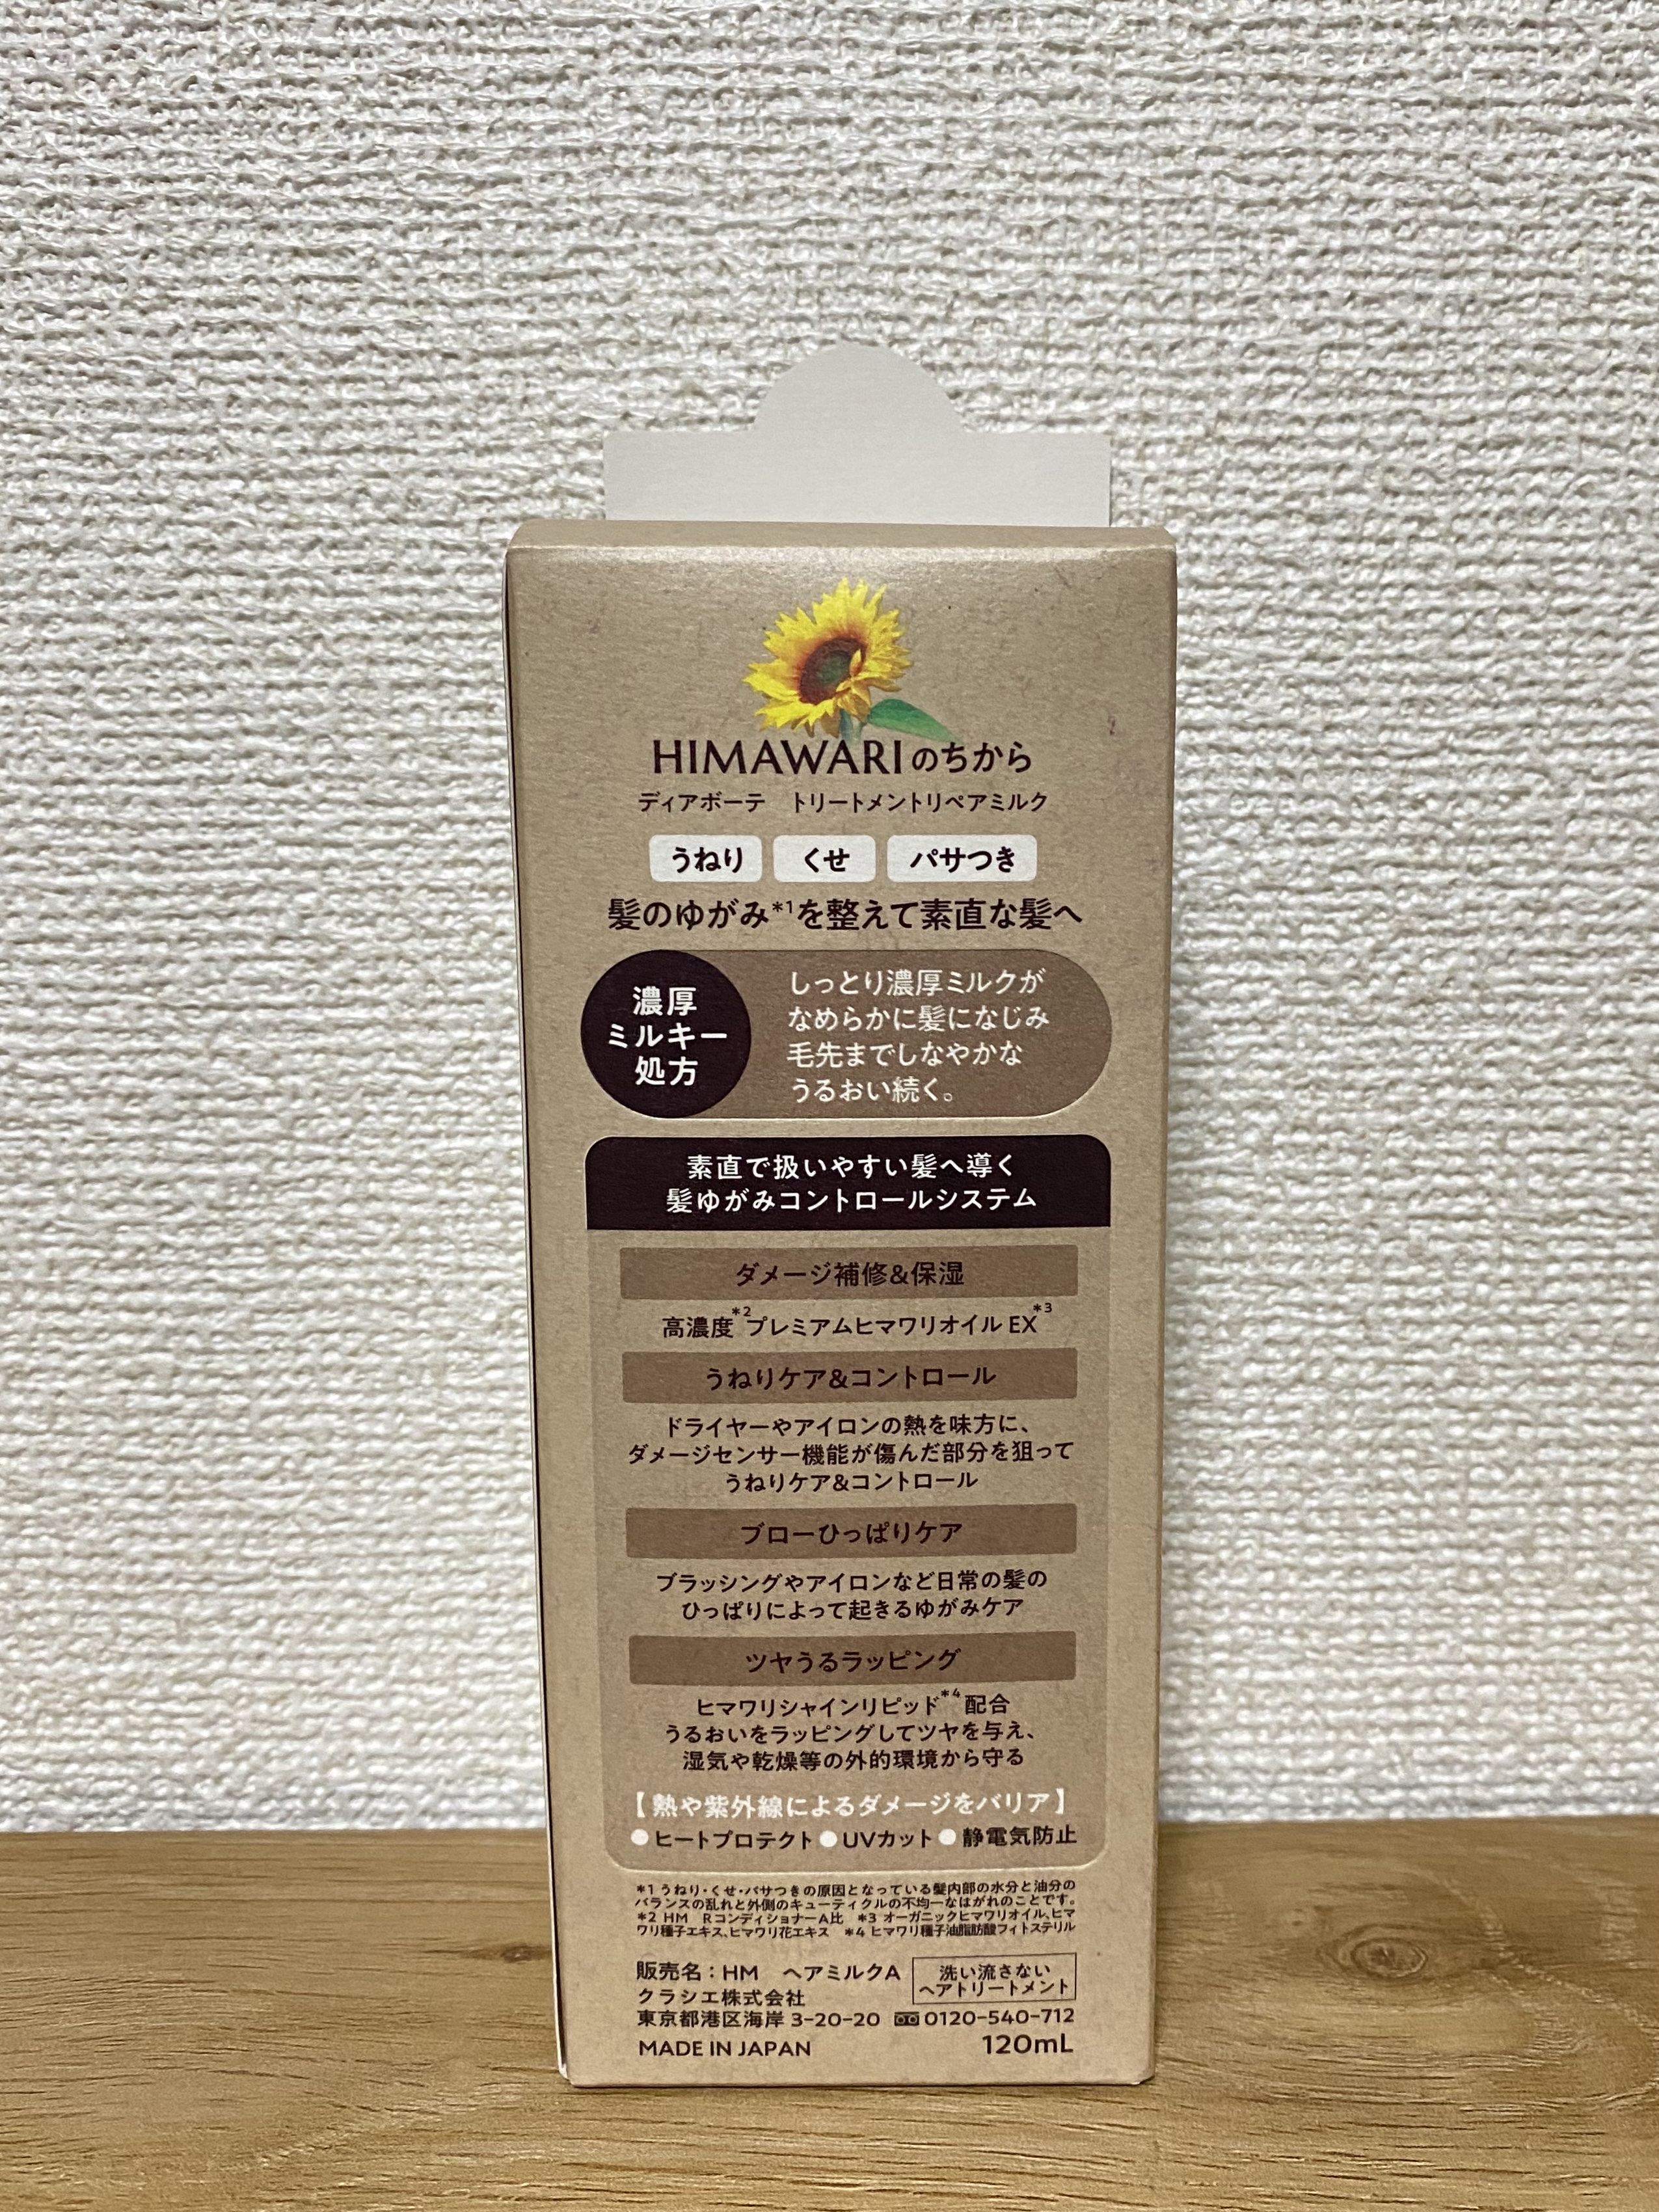 HIMAWARIのちから
ディアボーテ　トリートメントリペアミルク
うねり くせ パサつき
髪のゆがみ*1を整えて素直な髪へ
濃厚
ミルキー
処方
しっとり濃厚ミルクが
なめらかに髪になじみ
毛先までしなやかな
うるおい続く。
素直で扱いやすい髪へ導く
髪ゆがみコントロールシステム
ダメージ補修&保湿
高濃度*2プレミアムヒマワリオイル EX*3
うねりケア&コントロール
ドライヤーやアイロンの熱を味方に、
ダメージセンサー機能が傷んだ部分を狙って
うねりケア&コントロール
ブローひっぱりケア
ブラッシングやアイロンなど日常の髪の
ひっぱりによって起きるゆがみケア
ツヤうるラッピング
ヒマワリシャインリピッド*4配合
うるおいをラッピングしてツヤを与え、
湿気や乾燥等の外的環境から守る
【熱や紫外線によるダメージをバリア】
●ヒートプロテクト●UVカット●静電気防止
*1 うねり・くせ・パサつきの原因となっている髪内部の水分と油分の
バランスの乱れと外側のキューティクルの不均一なはがれのことです。
*2 HM　RコンディショナーA比　*3 オーガニックヒマワリオイル、ヒマ
ワリ種子エキス、ヒマワリ花エキス　*4 ヒマワリ種子油脂肪酸フィトステリル
販売名：HM　ヘアミルクA
洗い流さない
ヘアトリートメント
クラシエ株式会社
東京都港区海岸 3-20-20 0120-540-712
MADE IN JAPAN 120mL